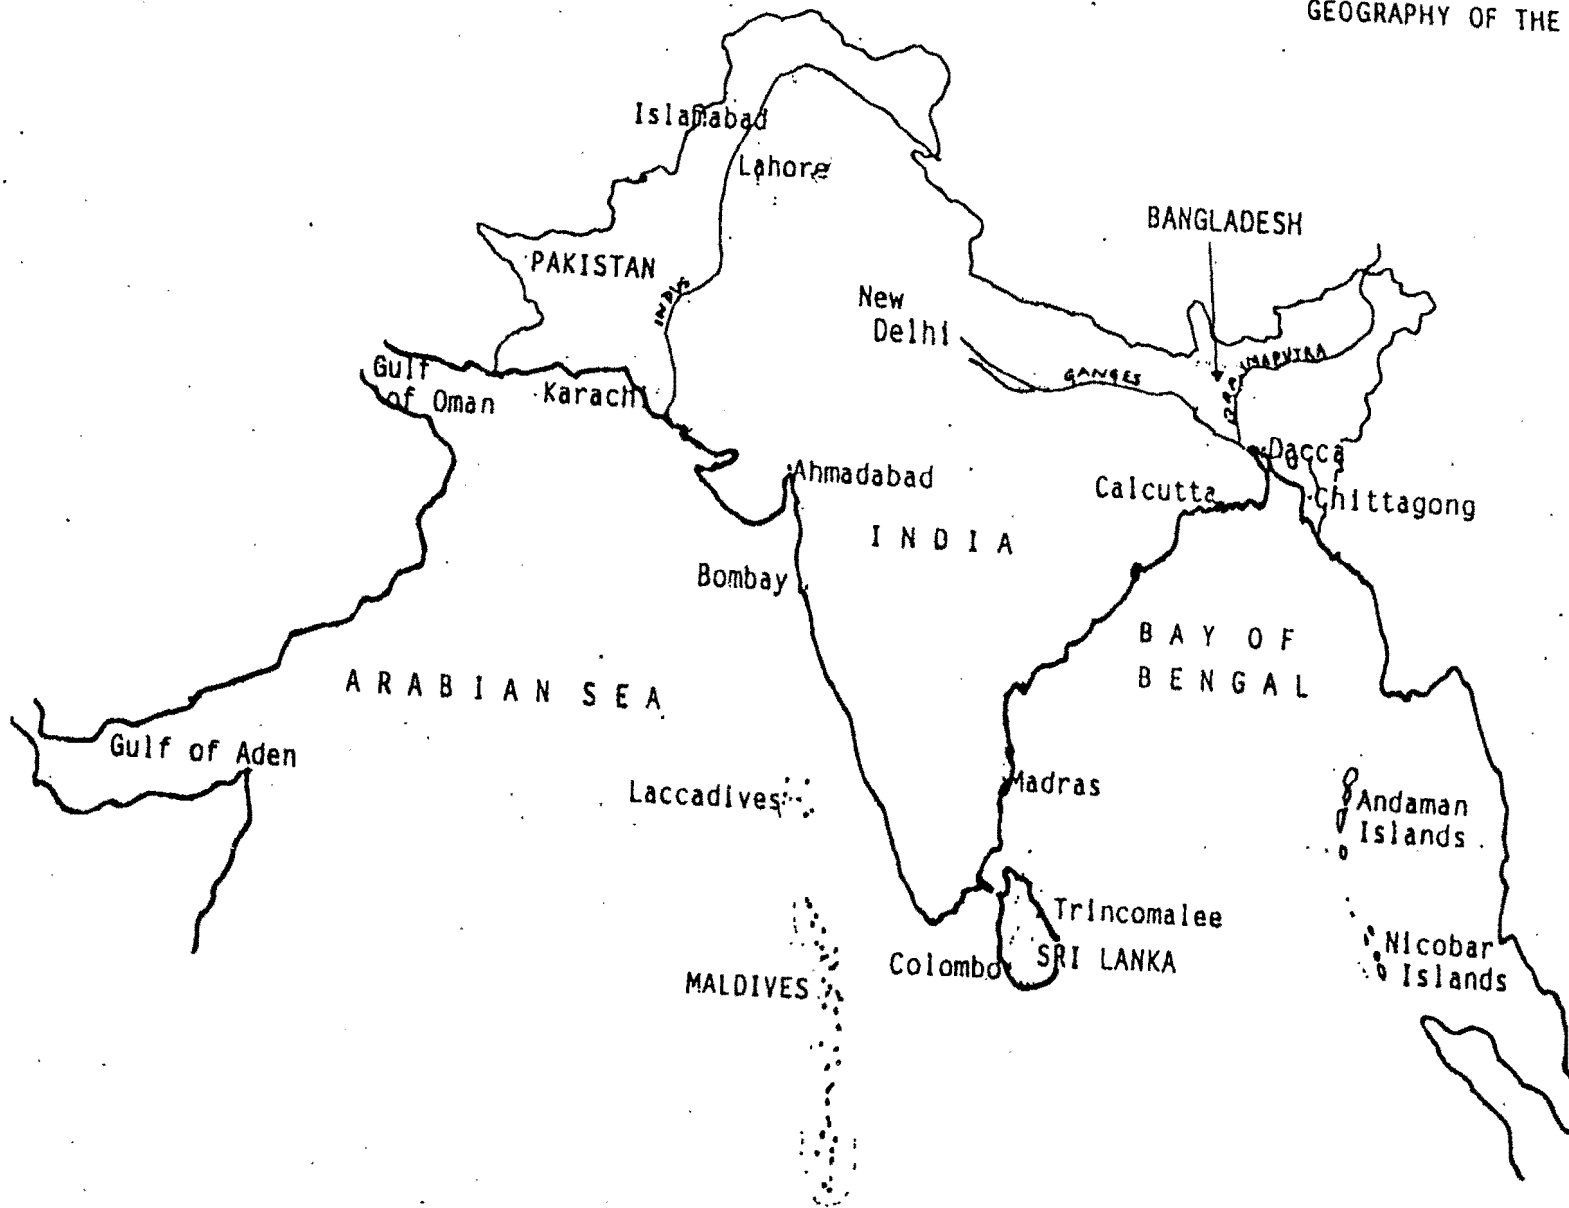 GEOGRAPHY OF THE
Islamabad
Lahore
BANGLADESH
PAKISTAN
INDUS
New
Delhi
Gulf
of Oman
Karachi
GANGES
MAPUTRA
Dacca
Ahmadabad
Calcutta
Chittagong
INDIA
Bombay
BAY OF
BENGAL
ARABIAN SEA
Gulf of Aden
Laccadives
Madras
Andaman
Islands
Trincomalee
Colombo
SRI LANKA
Nicobar
Islands
MALDIVES